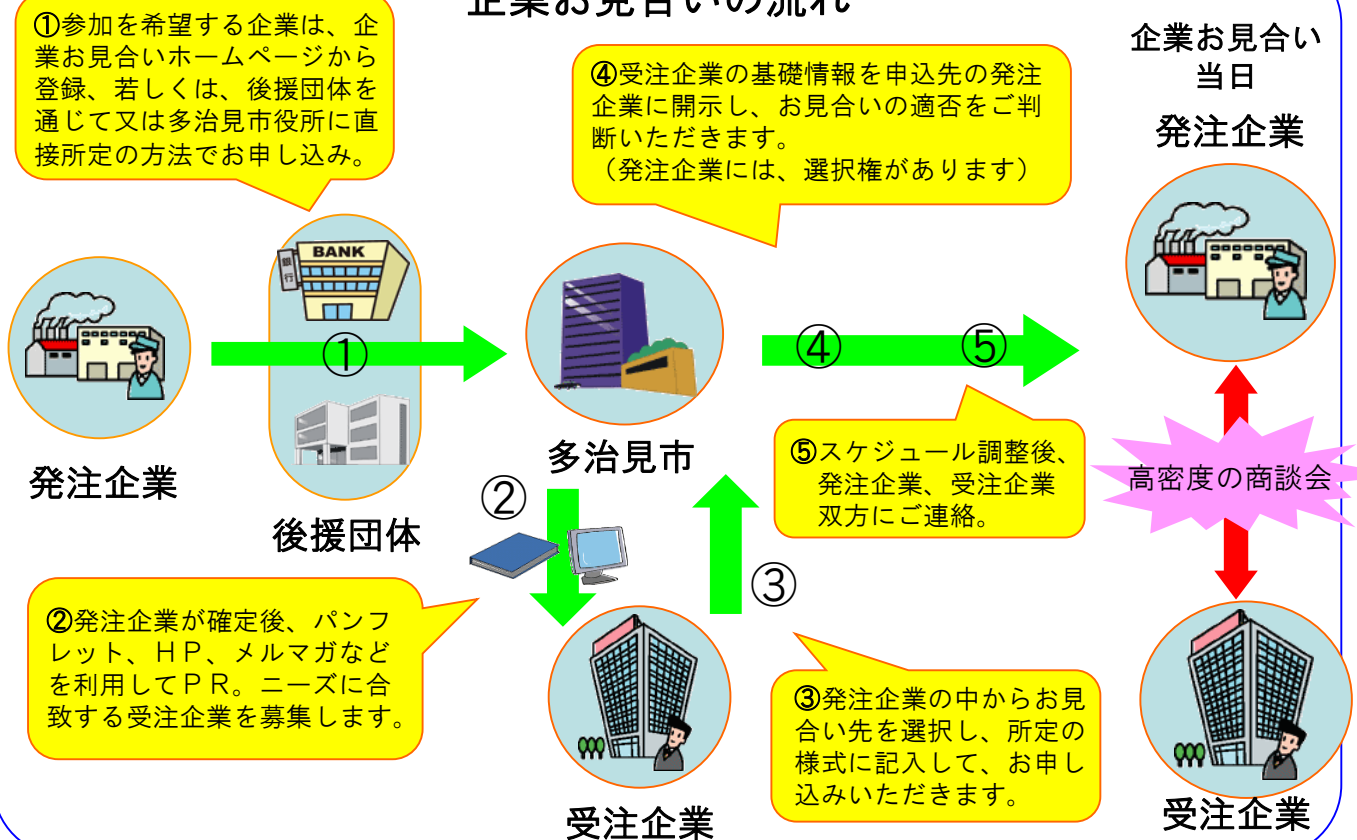 企業お見合いの流れ
①参加を希望する企業は、企
業お見合いホームページから
登録、若しくは、後援団体を
通じて又は多治見市役所に直
接所定の方法でお申し込み。
④受注企業の基礎情報を申込先の発注
企業に開示し、お見合いの適否をご判
断いただきます。
（発注企業には、選択権があります）
企業お見合い
当日
発注企業
BANK
銀行
①
④
⑤
発注企業
後援団体
多治見市
⑤スケジュール調整後、
発注企業、受注企業
双方にご連絡。
高密度の商談会
②
③
②発注企業が確定後、パンフ
レット、ＨＰ、メルマガなど
を利用してＰＲ。ニーズに合
致する受注企業を募集します。
③発注企業の中からお見
合い先を選択し、所定の
様式に記入して、お申し
込みいただきます。
受注企業
受注企業